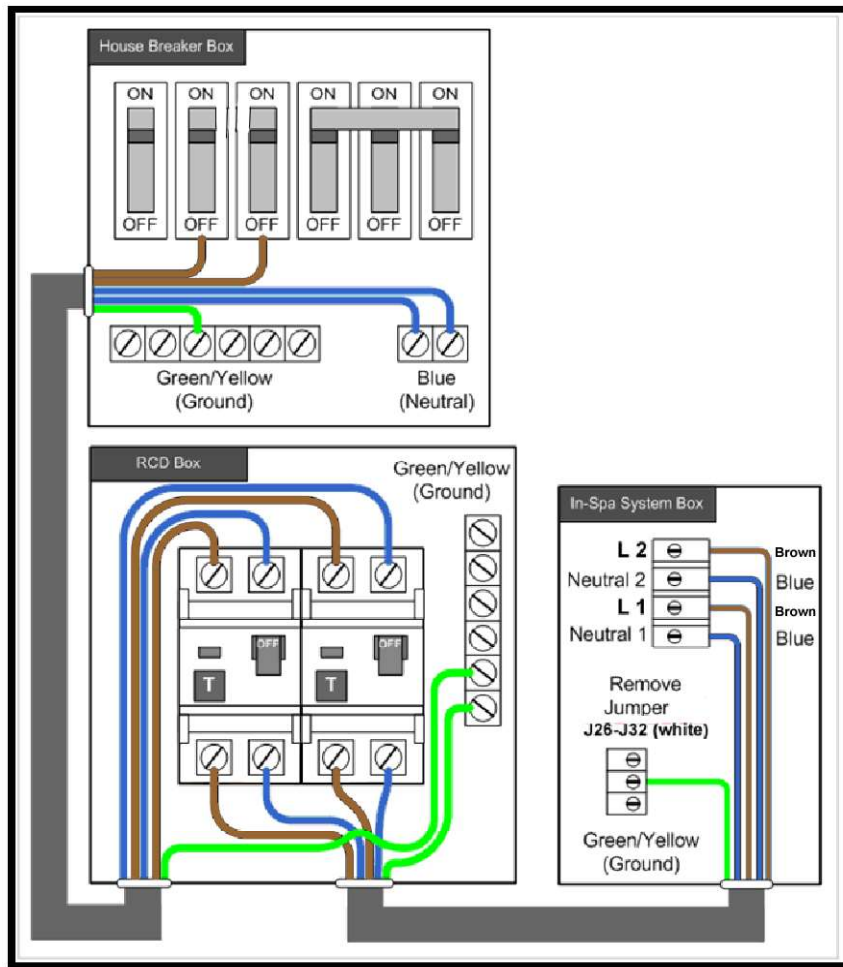 House Breaker Box
ON ON ON ON ON ON
OFF OFF OFF OFF OFF OFF
Green/Yellow
(Ground)
Blue
(Neutral)
RCD Box
Green/Yellow
(Ground)
OFF OFF
T T
In-Spa System Box
L 2 Brown
Neutral 2 Blue
L 1 Brown
Neutral 1 Blue
Remove
Jumper
J26-J32 (white)
Green/Yellow
(Ground)